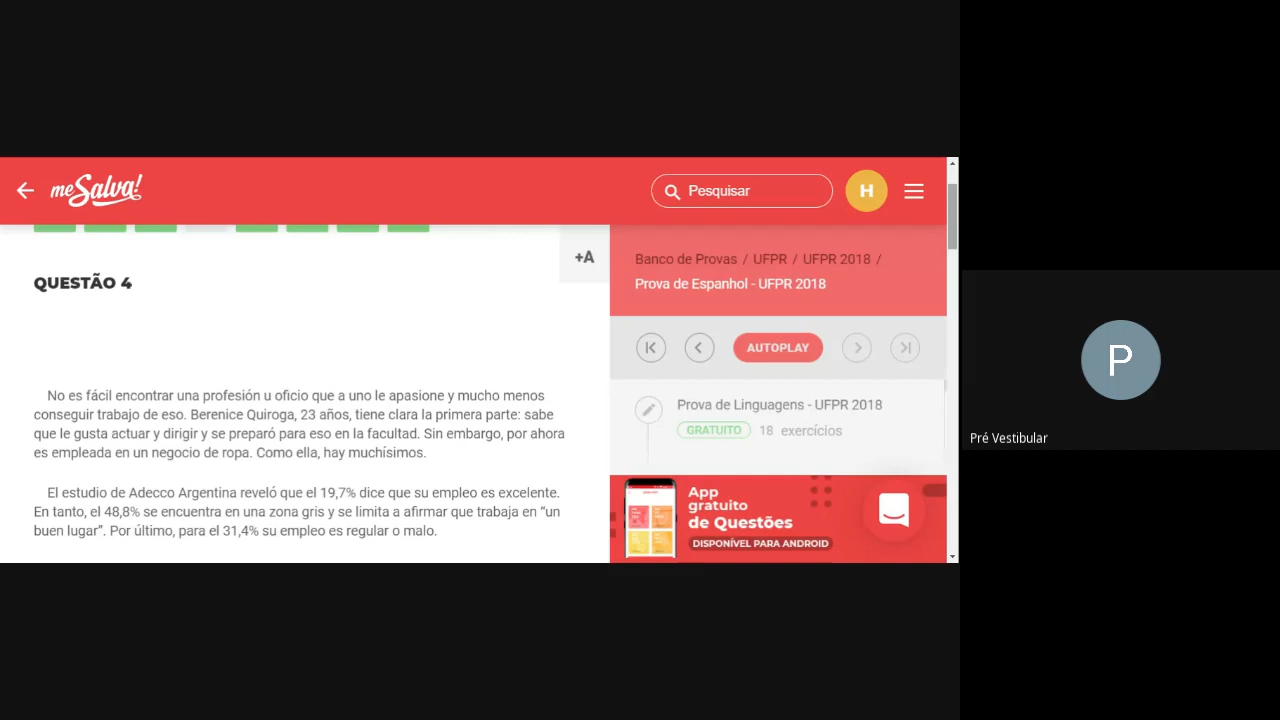 me Salva!
Pesquisar
H
+A
QUESTÃO 4
No es fácil encontrar una profesión u oficio que a uno le apasione y mucho menos
conseguir trabajo de eso. Berenice Quiroga, 23 años, tiene clara la primera parte: sabe
que le gusta actuar y dirigir y se preparó para eso en la facultad. Sin embargo, por ahora
es empleada en un negocio de ropa. Como ella, hay muchísimos.
El estudio de Adecco Argentina reveló que el 19,7% dice que su empleo es excelente.
En tanto, el 48,8% se encuentra en una zona gris y se limita a afirmar que trabaja en “un
buen lugar”. Por último, para el 31,4% su empleo es regular o malo.
Banco de Provas / UFPR / UFPR 2018 /
Prova de Espanhol - UFPR 2018
AUTOPLAY
Prova de Linguagens - UFPR 2018
GRATUITO 18 exercícios
App
gratuito
de Questões
DISPONÍVEL PARA ANDROID
P
Pré Vestibular